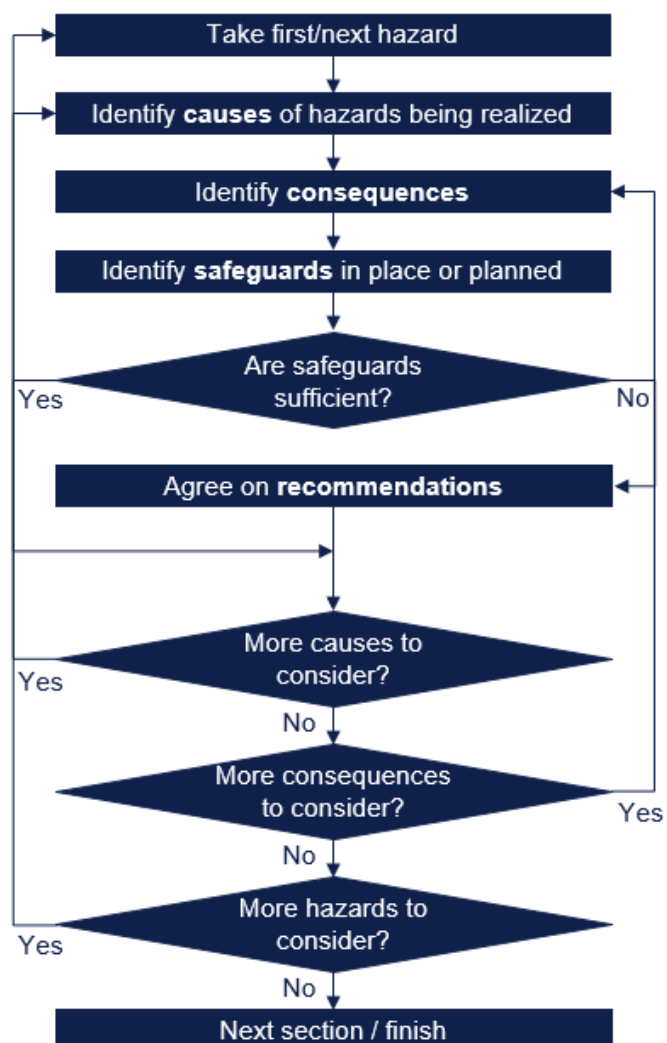 Take first/next hazard
Identify causes of hazards being realized
Identify consequences
Identify safeguards in place or planned
Are safeguards
sufficient?
Yes
No
Agree on recommendations
More causes to
consider?
Yes
No
More consequences
to consider?
Yes
No
More hazards to
consider?
Yes
No
Next section / finish